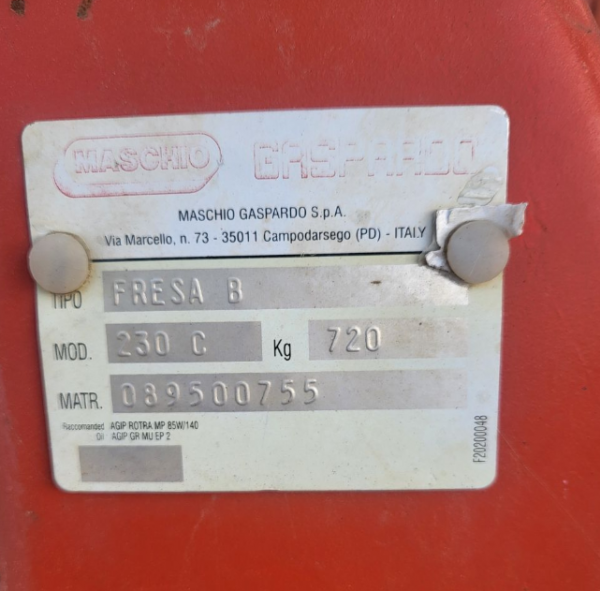 MASCHIO GASPARDO
MASCHIO GASPARDO S.p.A.
Via Marcello, n. 73 - 35011 Campodarsego (PD) - ITALY
TIPO FRESA B
MOD. 230 C Kg 720
MATR. 089500755
Raccomanded AGIP ROTRA MP 85W/140
Oil AGIP GR MU EP 2
F20200048